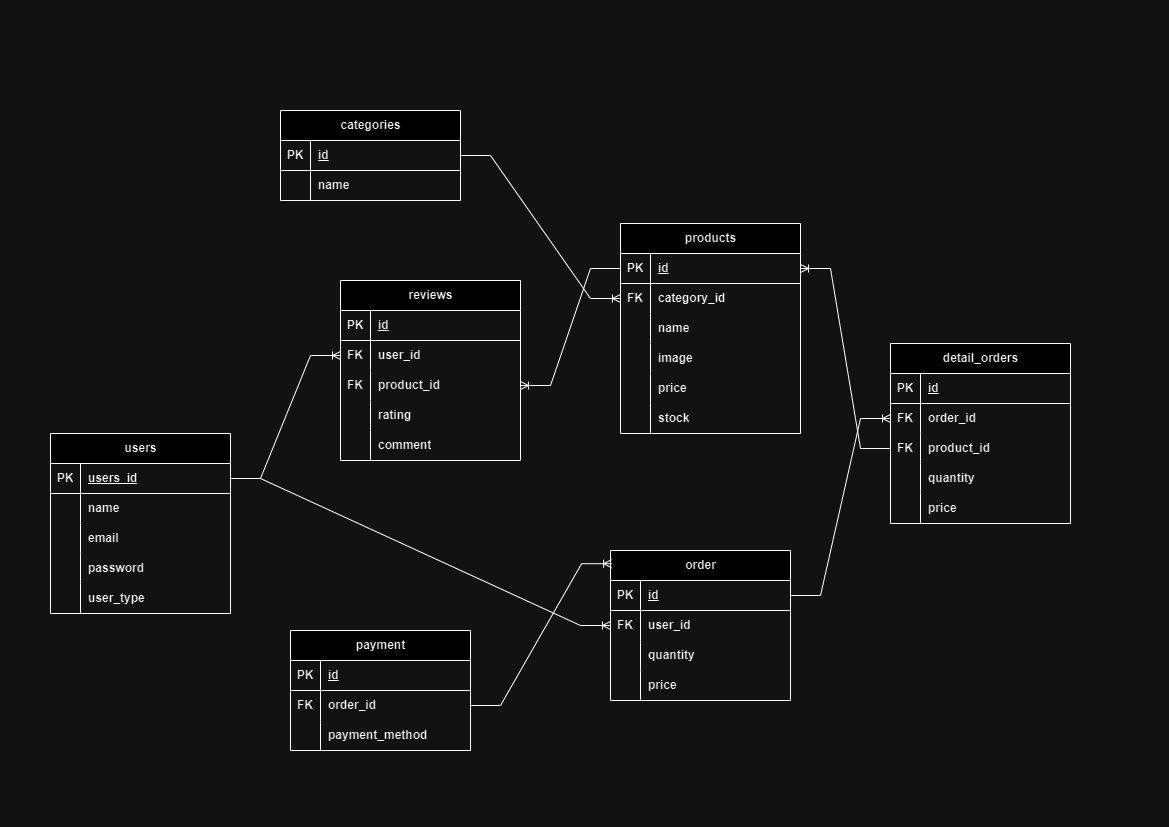 categories
PK id
name
products
PK id
FK category_id
name
image
price
stock
reviews
PK id
FK user_id
FK product_id
rating
comment
detail_orders
PK id
FK order_id
FK product_id
quantity
price
users
PK users_id
name
email
password
user_type
order
PK id
FK user_id
quantity
price
payment
PK id
FK order_id
payment_method